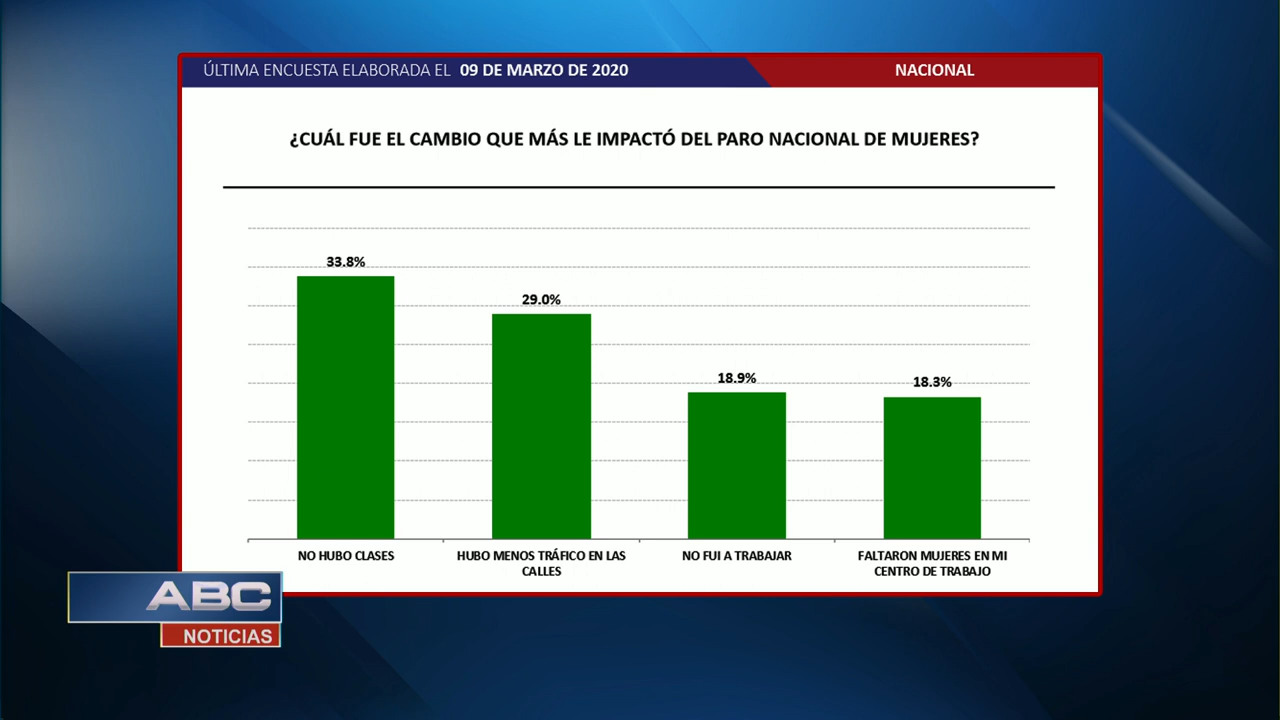 ÚLTIMA ENCUESTA ELABORADA EL 09 DE MARZO DE 2020
NACIONAL
¿CUÁL FUE EL CAMBIO QUE MÁS LE IMPACTÓ DEL PARO NACIONAL DE MUJERES?
33.8%
29.0%
18.9%
18.3%
NO HUBO CLASES
HUBO MENOS TRÁFICO EN LAS
CALLES
NO FUI A TRABAJAR
FALTARON MUJERES EN MI
CENTRO DE TRABAJO
ABC
NOTICIAS